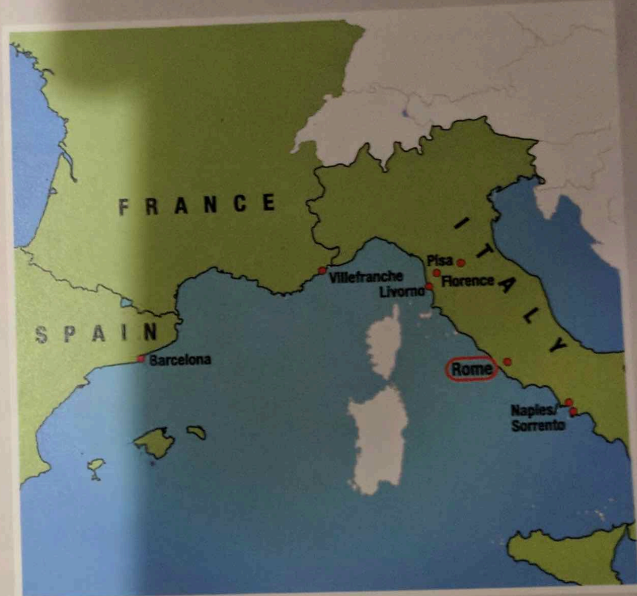 FRANCE
ITALY
Pisa
Villefranche
Florence
Livorno
SPAIN
Barcelona
Rome
Naples/
Sorrento